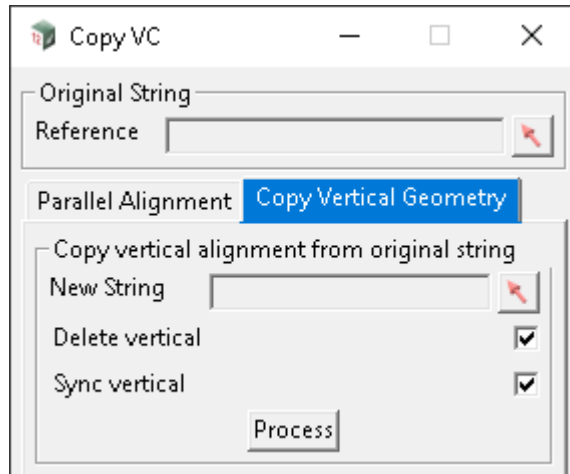 Copy VC
Original String
Reference
Parallel Alignment Copy Vertical Geometry
Copy vertical alignment from original string
New String
Delete vertical
Sync vertical
Process